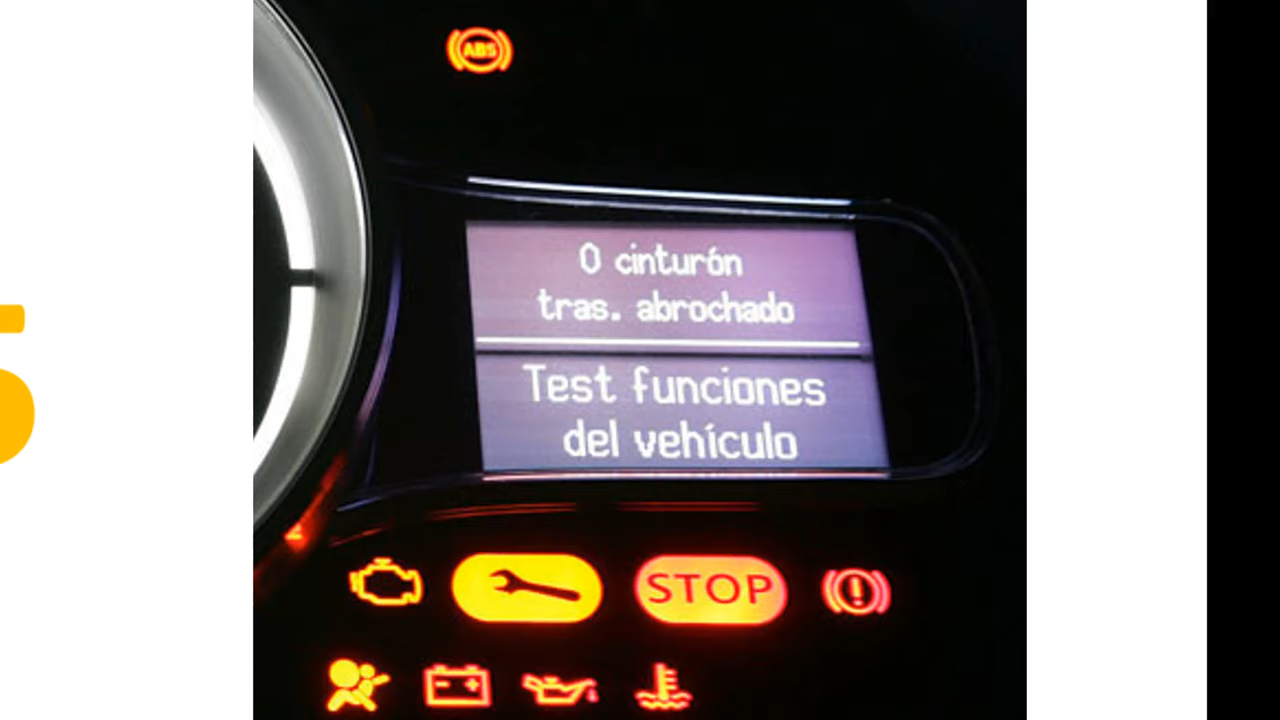 ABS
0 cinturón
tras. abrochado
Test funciones
del vehículo
STOP